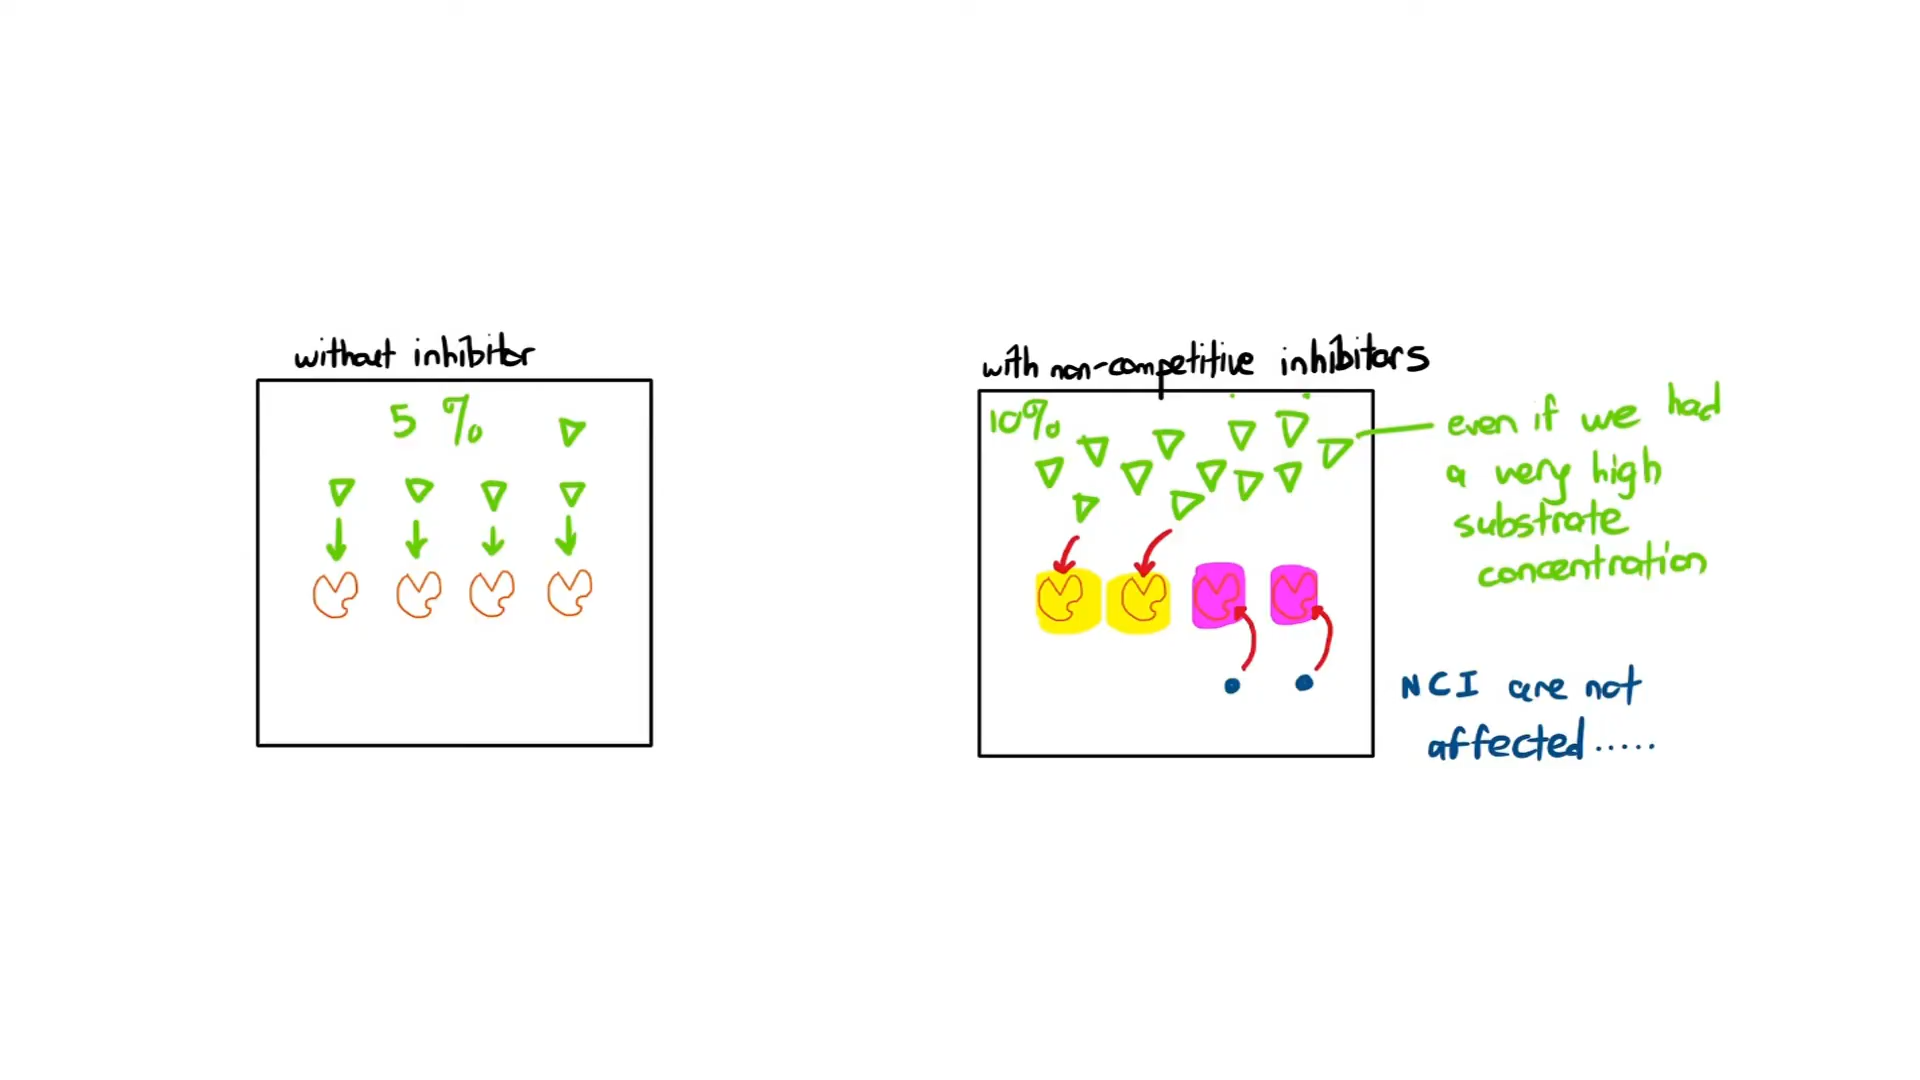 without inhibitor
5 %
with non-competitive inhibitors
10%
even if we had
a very high
substrate
concentration
NCI are not
affected.....